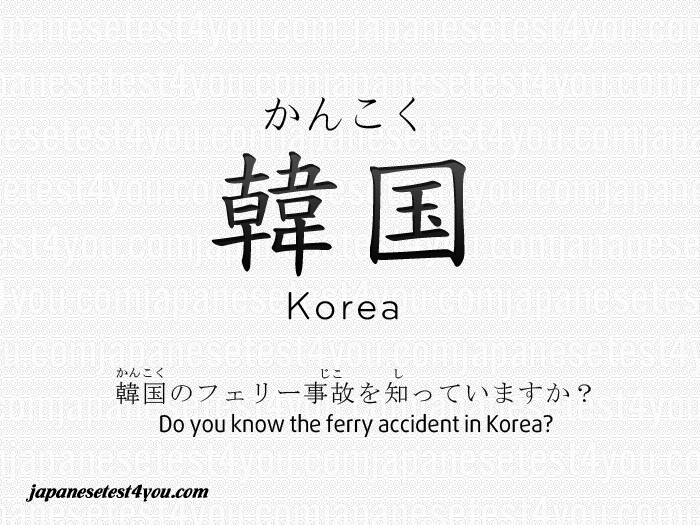 かんこく
韓国
Korea
かんこく じこ し
韓国のフェリー事故を知っていますか？
Do you know the ferry accident in Korea?
japanesetest4you.com